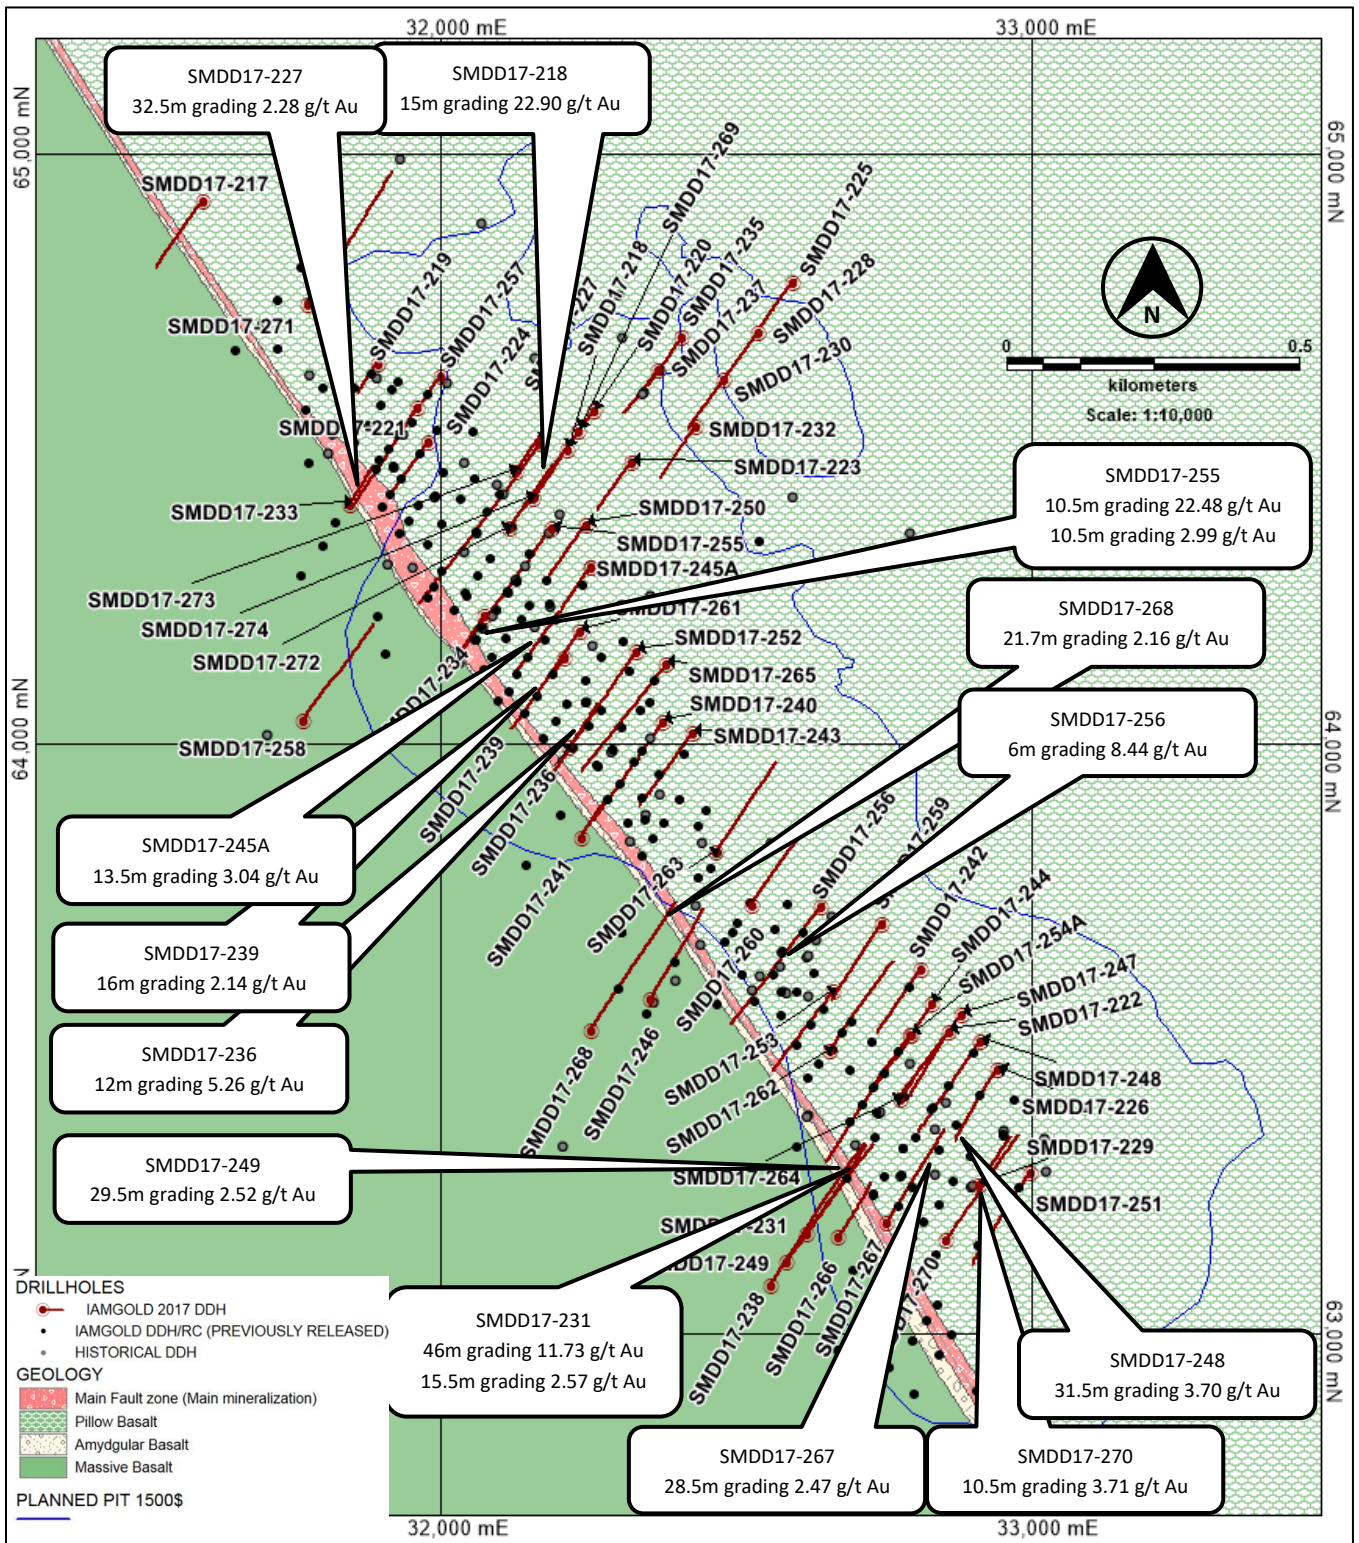 32,000 mE
33,000 mE
65,000 mN
65,000 mN
SMDD17-227
32.5m grading 2.28 g/t Au
SMDD17-218
15m grading 22.90 g/t Au
SMDD17-269
SMDD17-217
SMDD17-225
SMDD17-235
SMDD17-220
SMDD17-218
SMDD17-237
SMDD17-228
SMDD17-219
SMDD17-257
SMDD17-271
SMDD17-224
SMDD17-230
N
0
0.5
kilometers
Scale: 1:10,000
SMDD17-221
SMDD17-232
SMDD17-223
SMDD17-233
SMDD17-250
SMDD17-255
10.5m grading 22.48 g/t Au
10.5m grading 2.99 g/t Au
SMDD17-255
SMDD17-245A
SMDD17-273
SMDD17-274
SMDD17-272
SMDD17-252
SMDD17-265
SMDD17-268
21.7m grading 2.16 g/t Au
SMDD17-240
SMDD17-243
SMDD17-256
6m grading 8.44 g/t Au
SMDD17-258
64,000 mN
64,000 mN
SMDD17-239
SMDD17-236
SMDD17-241
SMDD17-263
SMDD17-256
SMDD17-242
SMDD17-244
SMDD17-254A
SMDD17-247
SMDD17-222
SMDD17-245A
13.5m grading 3.04 g/t Au
SMDD17-239
16m grading 2.14 g/t Au
SMDD17-236
12m grading 5.26 g/t Au
SMDD17-260
SMDD17-253
SMDD17-262
SMDD17-268
SMDD17-246
SMDD17-248
SMDD17-226
SMDD17-229
SMDD17-251
SMDD17-249
29.5m grading 2.52 g/t Au
SMDD17-264
SMDD17-238
SMDD17-266
SMDD17-267
SMDD17-231
46m grading 11.73 g/t Au
15.5m grading 2.57 g/t Au
SMDD17-248
31.5m grading 3.70 g/t Au
SMDD17-267
28.5m grading 2.47 g/t Au
SMDD17-270
10.5m grading 3.71 g/t Au
63,000 mN
DRILLHOLES
IAMGOLD 2017 DDH
IAMGOLD DDH/RC (PREVIOUSLY RELEASED)
HISTORICAL DDH
GEOLOGY
Main Fault zone (Main mineralization)
Pillow Basalt
Amydgular Basalt
Massive Basalt
PLANNED PIT 1500$
32,000 mE
33,000 mE